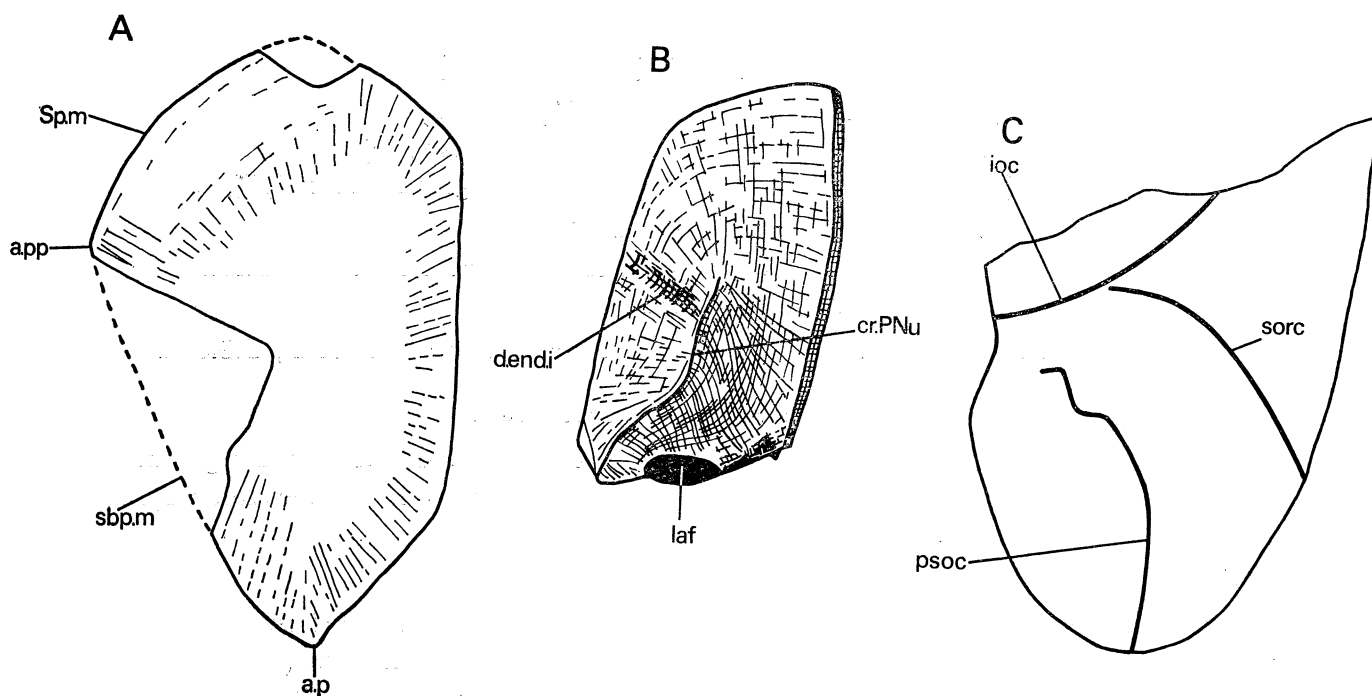 A
Sp.m
a.pp
sbp.m
a.p
B
d.end.i
cr.PNu
laf
C
ioc
sorc
psoc